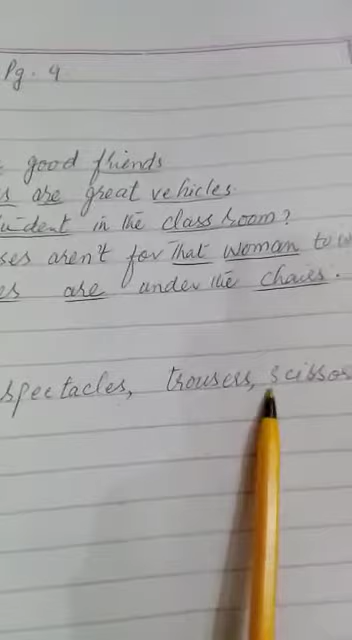 Pg. 9
good friends
are great vehicles.
in the class room?
aren't for that woman to
are under the chairs.
spectacles, trousers, scissors